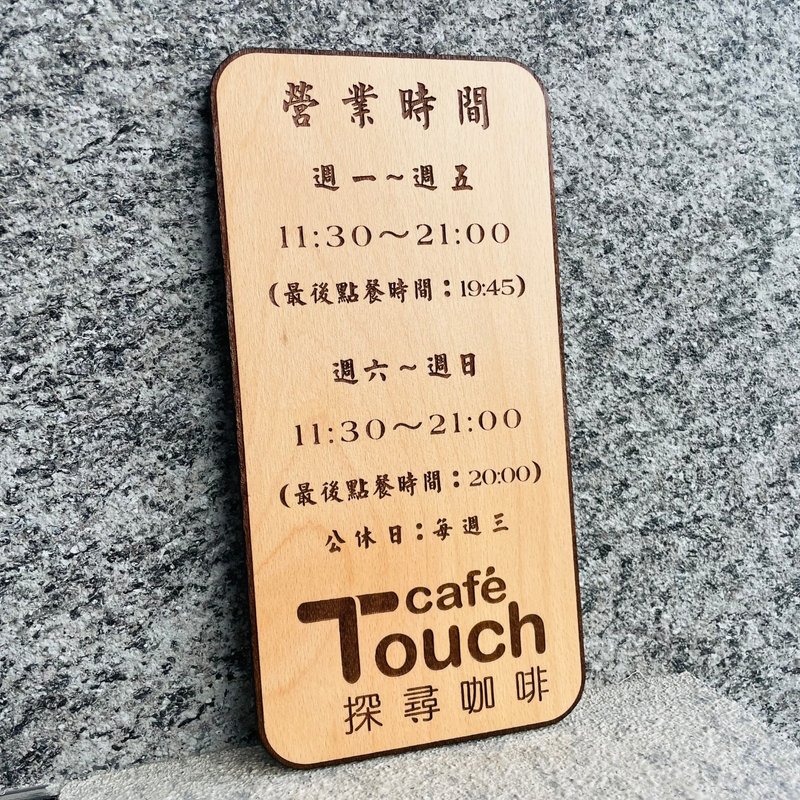 營業時間
週一~週五
11:30~21:00
(最後點餐時間:19:45)
週六~週日
11:30~21:00
(最後點餐時間:20:00)
公休日:每週三
café
Touch
探尋咖啡